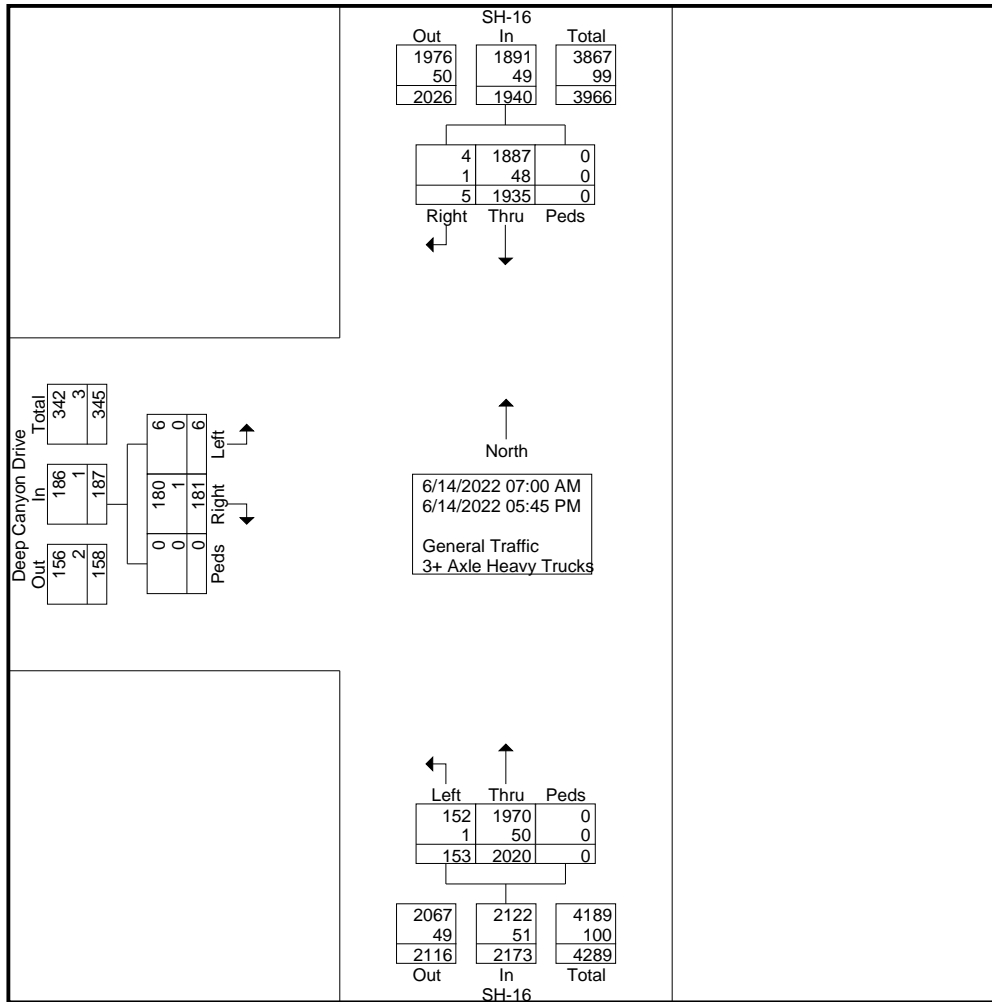 SH-16
Out In Total
1976 1891 3867
50 49 99
2026 1940 3966
4 1887 0
1 48 0
5 1935 0
Right Thru Peds
Deep Canyon Drive
Out In Total
156 186 342
2 1 3
158 187 345
0 180 6
0 1 0
0 181 6
Peds Right Left
North
6/14/2022 07:00 AM
6/14/2022 05:45 PM
General Traffic
3+ Axle Heavy Trucks
Left Thru Peds
152 1970 0
1 50 0
153 2020 0
2067 2122 4189
49 51 100
2116 2173 4289
Out In Total
SH-16